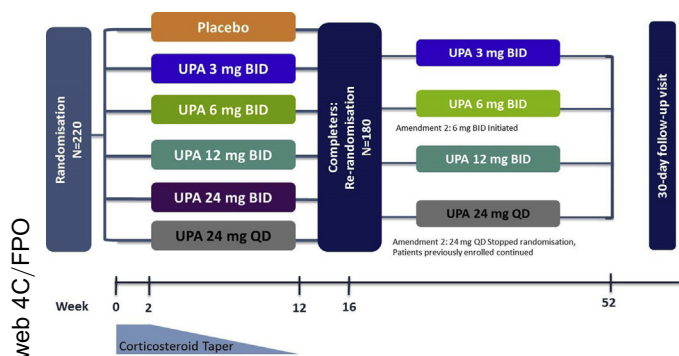 Randomisation
N=220
Placebo
UPA 3 mg BID
UPA 6 mg BID
UPA 12 mg BID
UPA 24 mg BID
UPA 24 mg QD
Completers:
Re-randomisation
N=180
UPA 3 mg BID
UPA 6 mg BID
Amendment 2: 6 mg BID Initiated
UPA 12 mg BID
UPA 24 mg QD
Amendment 2: 24 mg QD Stopped randomisation,
Patients previously enrolled continued
30-day follow-up visit
Week 0 2 12 16 52
Corticosteroid Taper
web 4C/FPO